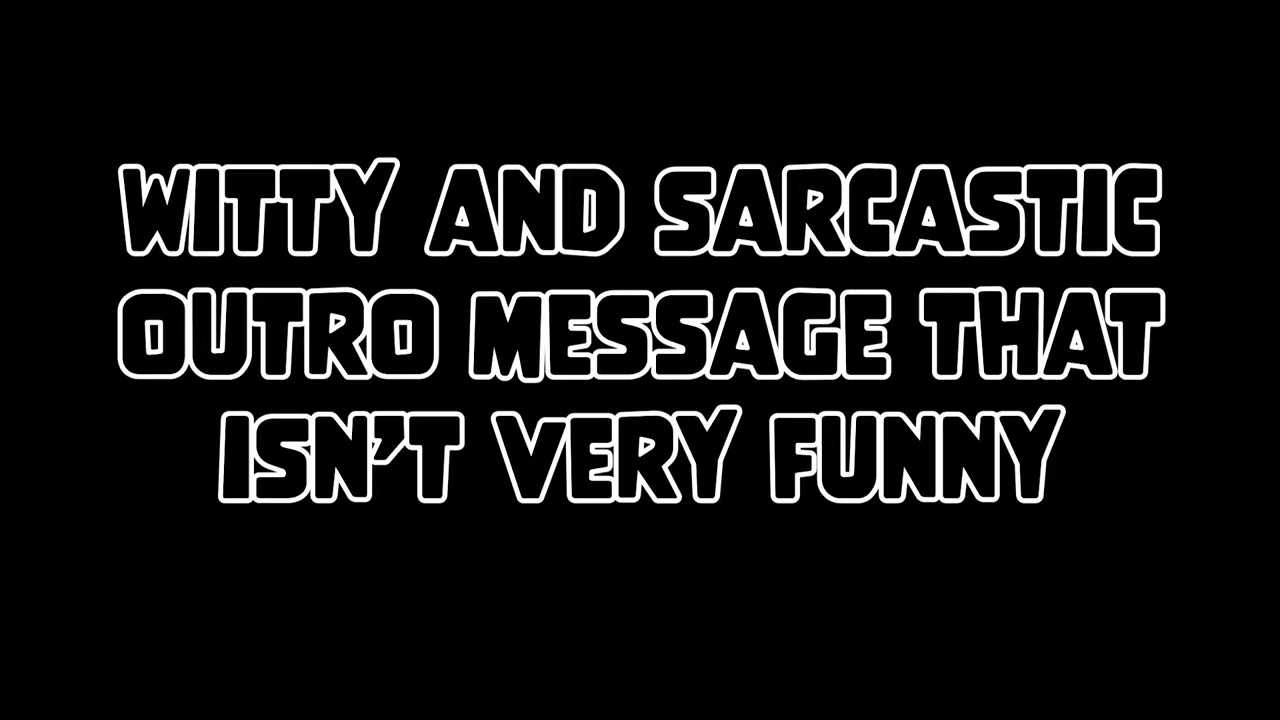 WITTY AND SARCASTIC
OUTRO MESSAGE THAT
ISN'T VERY FUNNY